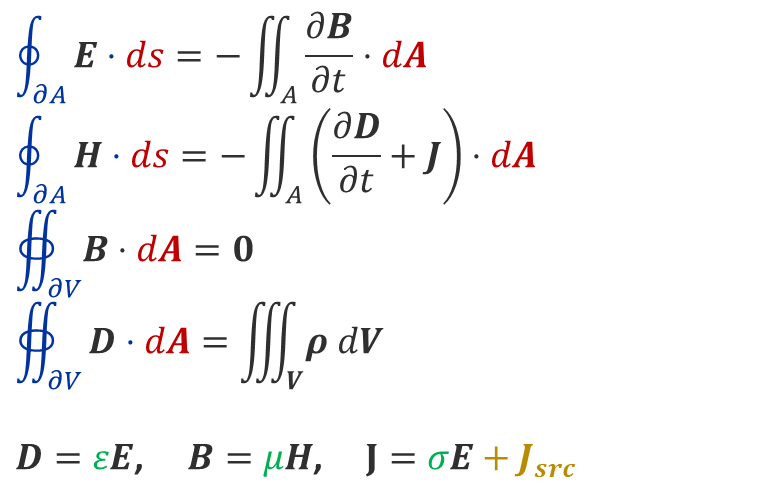 ∮_∂A E · ds = − ∬_A ∂B/∂t · dA
∮_∂A H · ds = − ∬_A (∂D/∂t + J) · dA
∯_∂V B · dA = 0
∯_∂V D · dA = ∭_V ρ dV
D = εE, B = μH, J = σE + J_src